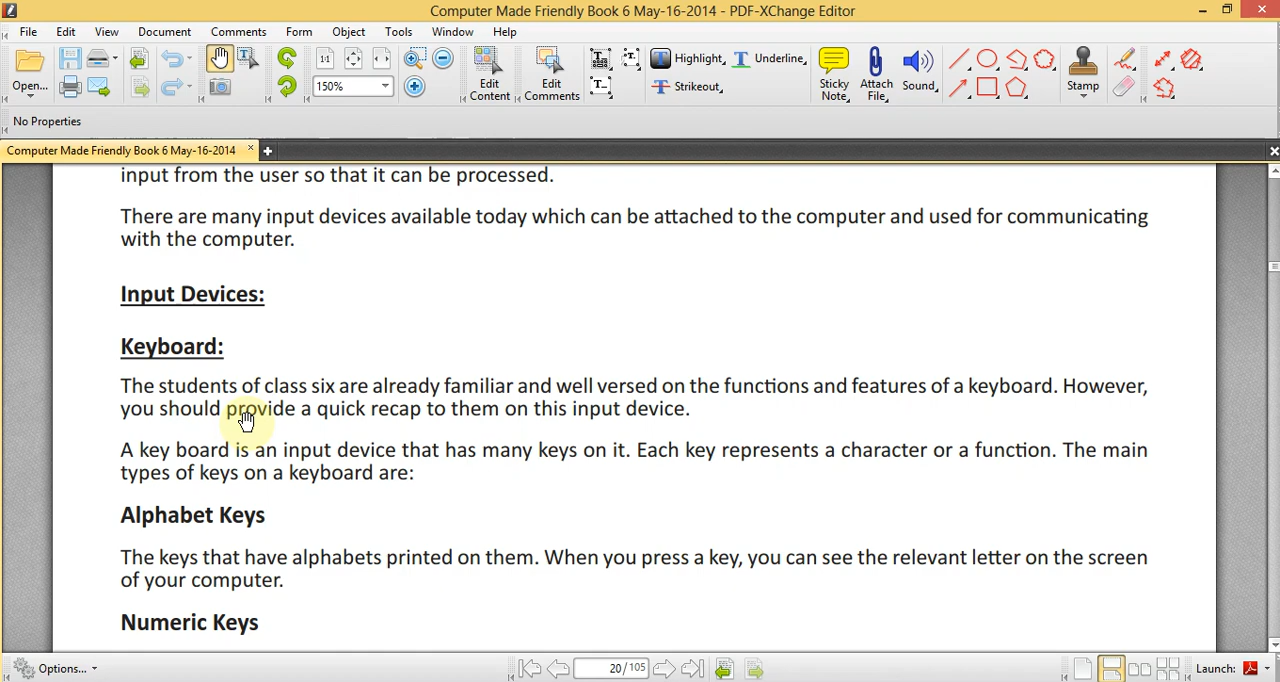 Computer Made Friendly Book 6 May-16-2014 - PDF-XChange Editor
File Edit View Document Comments Form Object Tools Window Help
Open... 1:1 150% Edit Content Edit Comments Highlight Underline Strikeout Sticky Note Attach File Sound Stamp
No Properties
Computer Made Friendly Book 6 May-16-2014
input from the user so that it can be processed.
There are many input devices available today which can be attached to the computer and used for communicating
with the computer.
Input Devices:
Keyboard:
The students of class six are already familiar and well versed on the functions and features of a keyboard. However,
you should provide a quick recap to them on this input device.
A key board is an input device that has many keys on it. Each key represents a character or a function. The main
types of keys on a keyboard are:
Alphabet Keys
The keys that have alphabets printed on them. When you press a key, you can see the relevant letter on the screen
of your computer.
Numeric Keys
Options... 20/105 Launch: